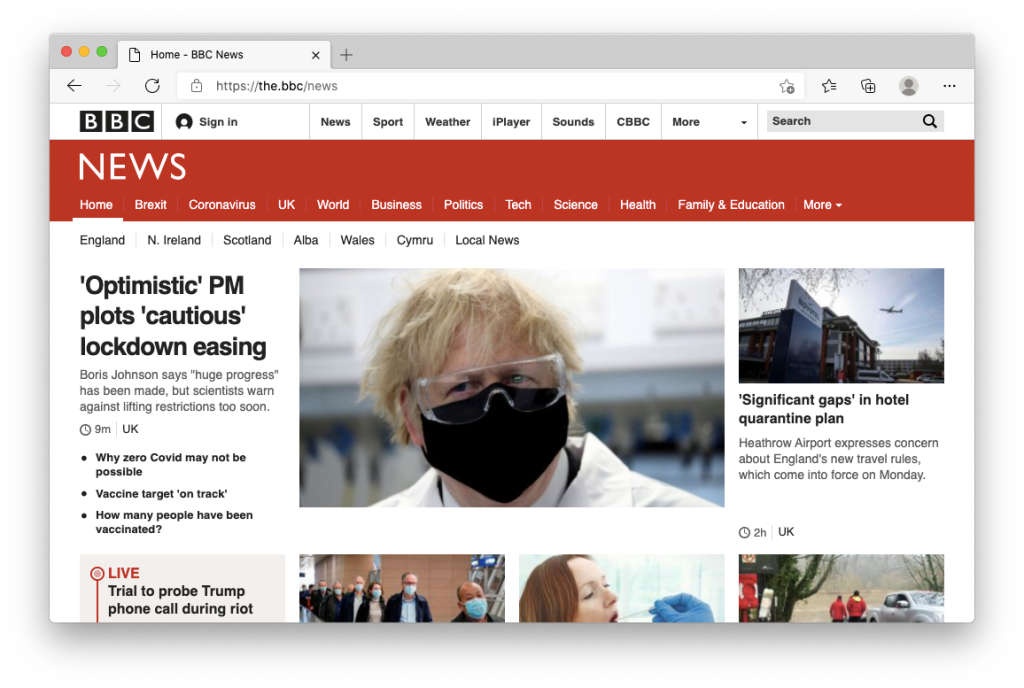 Home - BBC News
https://the.bbc/news
BBC
Sign in
News
Sport
Weather
iPlayer
Sounds
CBBC
More
Search
NEWS
Home
Brexit
Coronavirus
UK
World
Business
Politics
Tech
Science
Health
Family & Education
More
England
N. Ireland
Scotland
Alba
Wales
Cymru
Local News
'Optimistic' PM
plots 'cautious'
lockdown easing
Boris Johnson says "huge progress"
has been made, but scientists warn
against lifting restrictions too soon.
9m
UK
Why zero Covid may not be
possible
Vaccine target 'on track'
How many people have been
vaccinated?
'Significant gaps' in hotel
quarantine plan
Heathrow Airport expresses concern
about England's new travel rules,
which come into force on Monday.
2h
UK
LIVE
Trial to probe Trump
phone call during riot